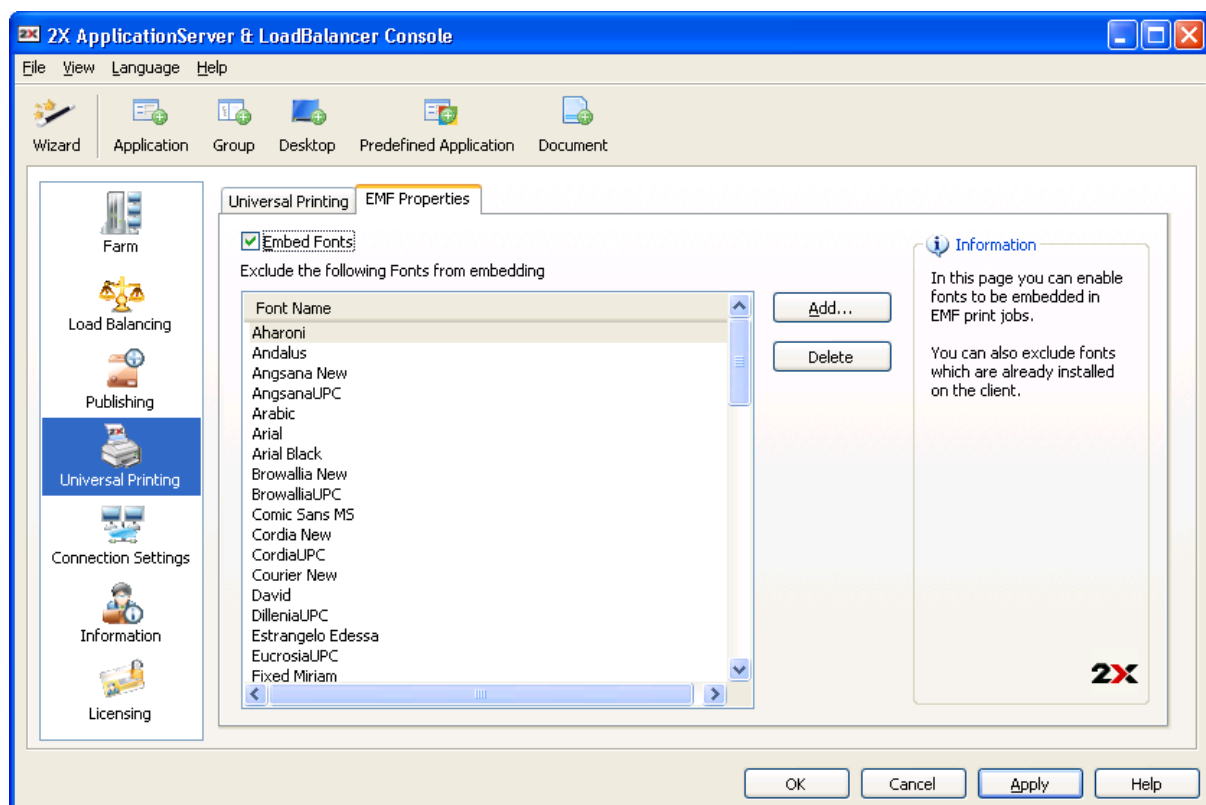 2X ApplicationServer & LoadBalancer Console
File View Language Help
Wizard Application Group Desktop Predefined Application Document
Farm
Load Balancing
Publishing
Universal Printing
Connection Settings
Information
Licensing
Universal Printing EMF Properties
Embed Fonts
Exclude the following Fonts from embedding
Font Name
Aharoni
Andalus
Angsana New
AngsanaUPC
Arabic
Arial
Arial Black
Browallia New
BrowalliaUPC
Comic Sans MS
Cordia New
CordiaUPC
Courier New
David
DilleniaUPC
Estrangelo Edessa
EucrosiaUPC
Fixed Miriam
Add...
Delete
Information
In this page you can enable
fonts to be embedded in
EMF print jobs.
You can also exclude fonts
which are already installed
on the client.
2X
OK Cancel Apply Help